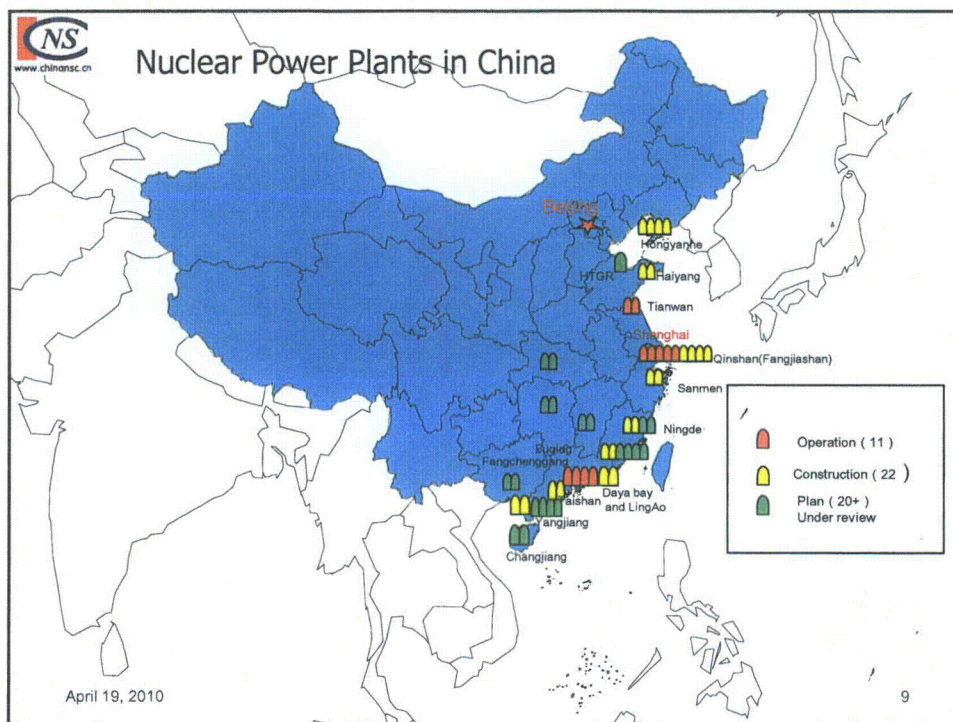 CNS
www.chinansc.cn
Nuclear Power Plants in China
Beijing
Hongyanhe
HTGR
Haiyang
Tianwan
Shanghai
Qinshan(Fangjiashan)
Sanmen
Ningde
Fuqing
Fangchenggang
Taishan
Daya bay
and LingAo
Yangjiang
Changjiang
Operation ( 11 )
Construction ( 22 )
Plan ( 20+ )
Under review
April 19, 2010
9